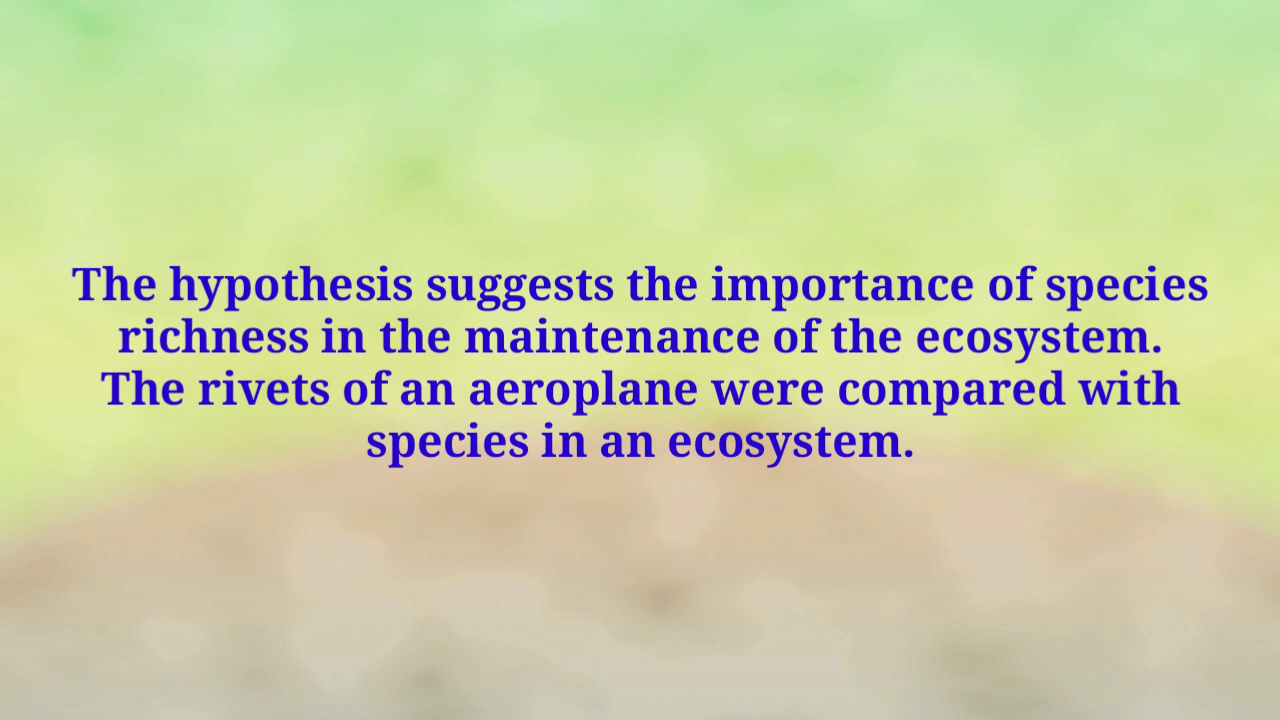 The hypothesis suggests the importance of species
richness in the maintenance of the ecosystem.
The rivets of an aeroplane were compared with
species in an ecosystem.